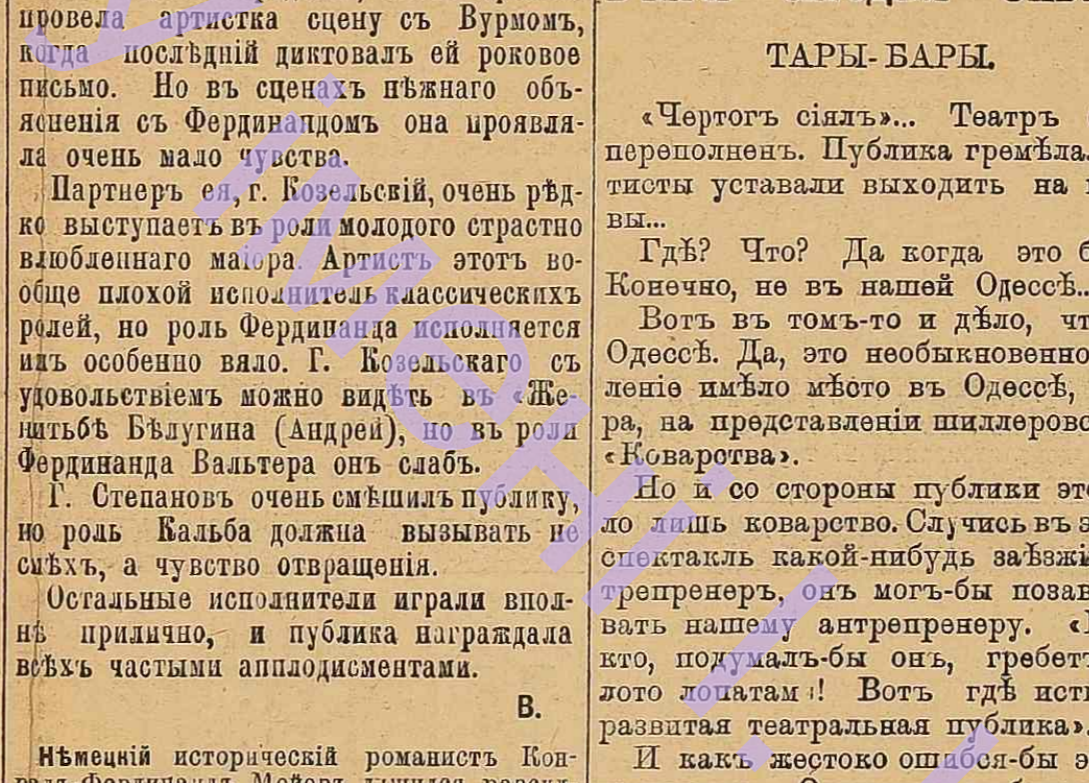 провела артистка сцену съ Вурмомъ,
когда послѣдній диктовалъ ей роковое
письмо. Но въ сценахъ нѣжнаго объ-
ясненія съ Фердинандомъ она проявля-
ла очень мало чувства.
Партнеръ ея, г. Козельскій, очень рѣд-
ко выступаетъ въ роли молодого страстно
влюбленнаго маіора. Артистъ этотъ во-
обще плохой исполнитель классическихъ
ролей, но роль Фердинанда исполняется
имъ особенно вяло. Г. Козельскаго съ
удовольствіемъ можно видѣть въ «Же-
нитьбѣ Бѣлугина (Андрей), но въ роли
Фердинанда Вальтера онъ слабъ.
Г. Степановъ очень смѣшилъ публику,
но роль Кальба должна вызывать не
смѣхъ, а чувство отвращенія.
Остальные исполнители играли впол-
нѣ прилично, и публика награждала
всѣхъ частыми апплодисментами.
В.
Нѣмецкій историческій романистъ Кон-
ТАРЫ-БАРЫ.
«Чертогъ сіялъ»... Театръ
переполненъ. Публика гремѣла.
тисты уставали выходить на
вы...
Гдѣ? Что? Да когда это б
Конечно, не въ нашей Одессѣ..
Вотъ въ томъ-то и дѣло, чт
Одессѣ. Да, это необыкновенно
леніе имѣло мѣсто въ Одессѣ,
ра, на представленіи шиллеровс
«Коварства».
Но и со стороны публики эт
ло лишь коварство. Случись въ э
спектакль какой-нибудь заѣзжі
трепренеръ, онъ могъ-бы позав
вать нашему антрепренеру.
кто, подумалъ-бы онъ, гребетъ
лото лопатами! Вотъ гдѣ ист
развитая театральная публика».
И какъ жестоко ошибся-бы э